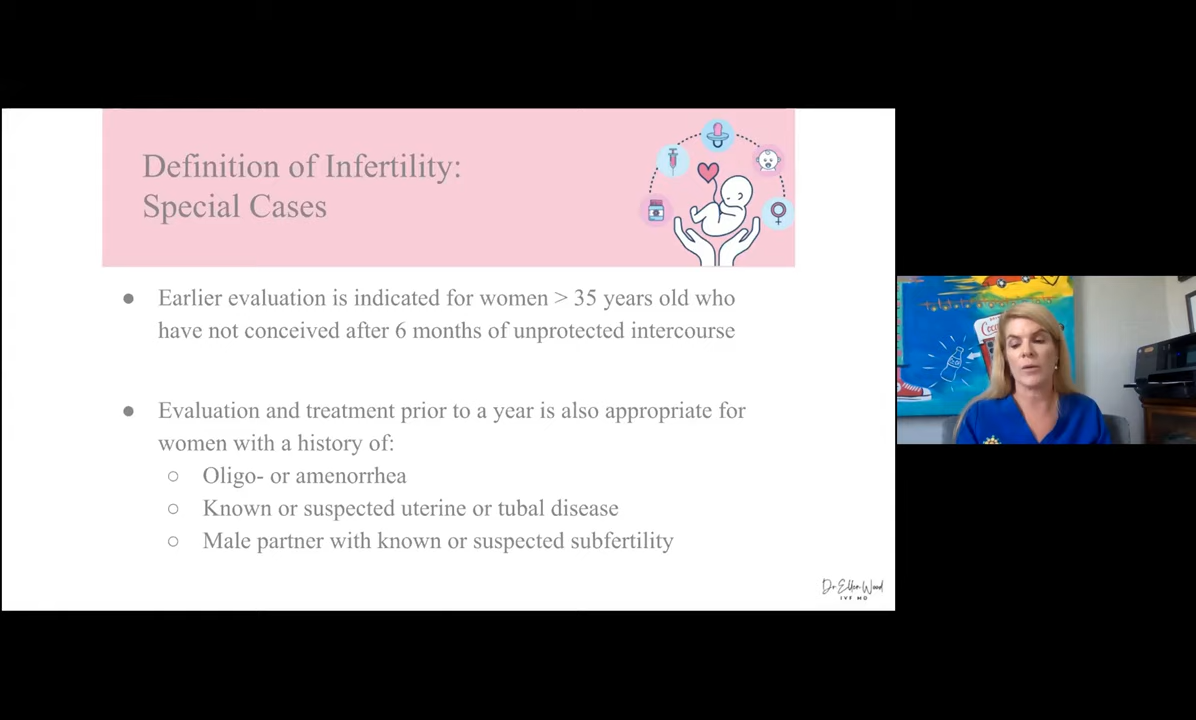 Definition of Infertility:
Special Cases
● Earlier evaluation is indicated for women > 35 years old who
have not conceived after 6 months of unprotected intercourse
● Evaluation and treatment prior to a year is also appropriate for
women with a history of:
○ Oligo- or amenorrhea
○ Known or suspected uterine or tubal disease
○ Male partner with known or suspected subfertility
Dr Ellen Wood
IVF MD